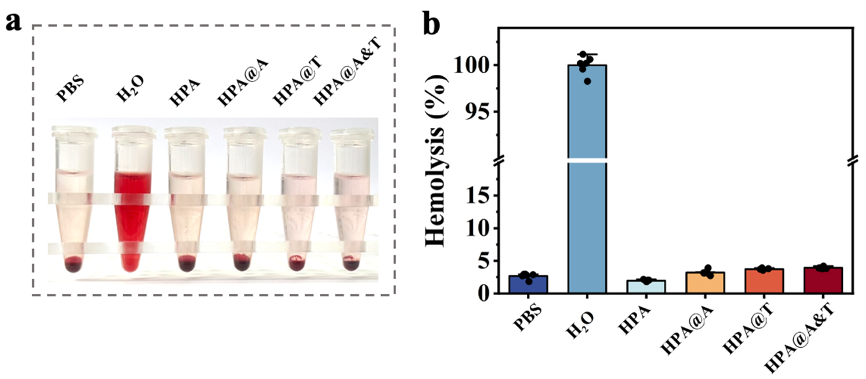 a
PBS
H₂O
HPA
HPA@A
HPA@T
HPA@A&T
b
Hemolysis (%)
100
95
15
10
5
0
PBS
H₂O
HPA
HPA@A
HPA@T
HPA@A&T